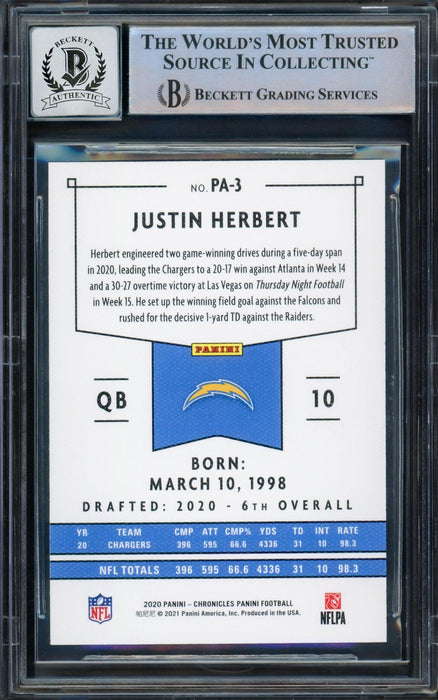 BECKETT
B
AUTHENTIC
THE WORLD'S MOST TRUSTED
SOURCE IN COLLECTING™
B BECKETT GRADING SERVICES
NO. PA-3
JUSTIN HERBERT
Herbert engineered two game-winning drives during a five-day span
in 2020, leading the Chargers to a 20-17 win against Atlanta in Week 14
and a 30-27 overtime victory at Las Vegas on Thursday Night Football
in Week 15. He set up the winning field goal against the Falcons and
rushed for the decisive 1-yard TD against the Raiders.
PANINI
QB
10
BORN:
MARCH 10, 1998
DRAFTED: 2020 - 6TH OVERALL
YR TEAM CMP ATT CMP% YDS TD INT RATE
20 CHARGERS 396 595 66.6 4336 31 10 98.3
NFL TOTALS 396 595 66.6 4336 31 10 98.3
2020 PANINI – CHRONICLES PANINI FOOTBALL
帕尼尼 © 2021 Panini America, Inc. Produced in the USA.
NFL
NFLPA